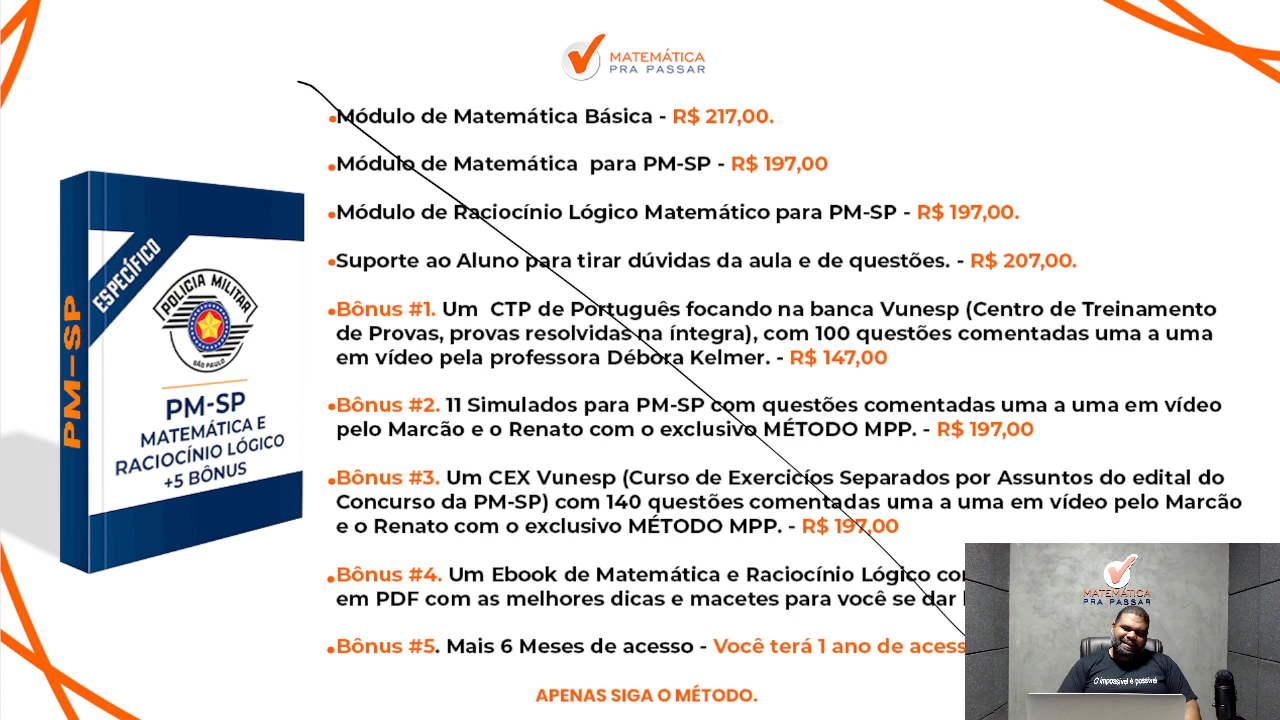 MATEMÁTICA
PRA PASSAR
•Módulo de Matemática Básica - R$ 217,00.
•Módulo de Matemática para PM-SP - R$ 197,00
•Módulo de Raciocínio Lógico Matemático para PM-SP - R$ 197,00.
•Suporte ao Aluno para tirar dúvidas da aula e de questões. - R$ 207,00.
•Bônus #1. Um CTP de Português focando na banca Vunesp (Centro de Treinamento
de Provas, provas resolvidas na íntegra), com 100 questões comentadas uma a uma
em vídeo pela professora Débora Kelmer. - R$ 147,00
•Bônus #2. 11 Simulados para PM-SP com questões comentadas uma a uma em vídeo
pelo Marcão e o Renato com o exclusivo MÉTODO MPP. - R$ 197,00
•Bônus #3. Um CEX Vunesp (Curso de Exercicíos Separados por Assuntos do edital do
Concurso da PM-SP) com 140 questões comentadas uma a uma em vídeo pelo Marcão
e o Renato com o exclusivo MÉTODO MPP. - R$ 197,00
•Bônus #4. Um Ebook de Matemática e Raciocínio Lógico
em PDF com as melhores dicas e macetes para você se dar
•Bônus #5. Mais 6 Meses de acesso - Você terá 1 ano de
APENAS SIGA O MÉTODO.
PM-SP
ESPECÍFICO
POLICIA MILITAR
SÃO PAULO
PM-SP
MATEMÁTICA E
RACIOCÍNIO LÓGICO
+5 BÔNUS
MATEMÁTICA
PRA PASSAR
O impossível é possível